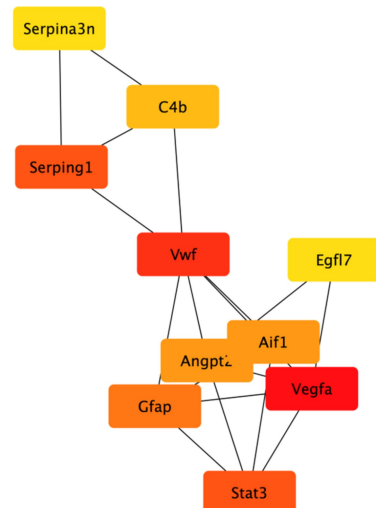 Serpina3n
C4b
Serping1
Vwf
Egfl7
Aif1
Angpt2
Vegfa
Gfap
Stat3